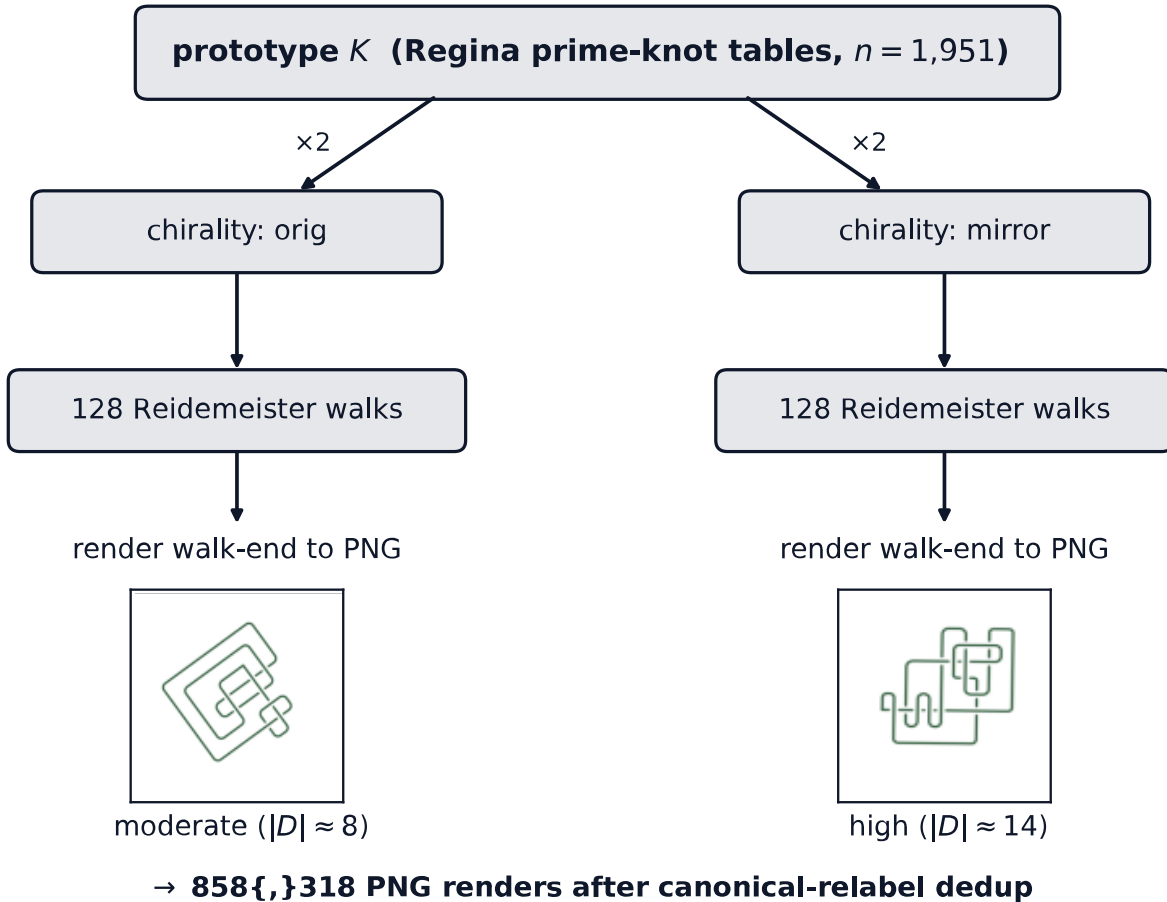 prototype K (Regina prime-knot tables, n = 1,951)
×2
×2
chirality: orig
chirality: mirror
128 Reidemeister walks
128 Reidemeister walks
render walk-end to PNG
render walk-end to PNG
moderate (|D| ≈ 8)
high (|D| ≈ 14)
→ 858{,}318 PNG renders after canonical-relabel dedup